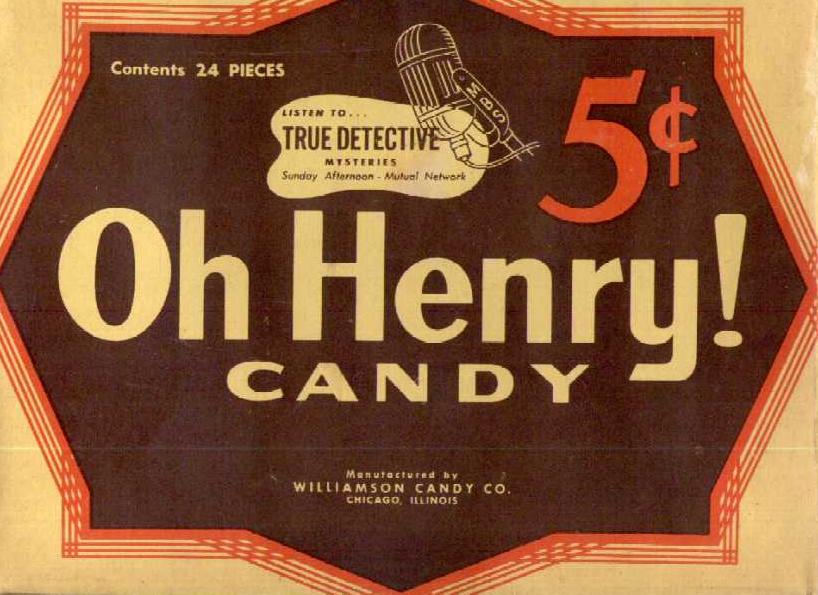 Contents 24 PIECES
LISTEN TO...
TRUE DETECTIVE
MYSTERIES
Sunday Afternoon - Mutual Network
MBS
5¢
Oh Henry!
CANDY
Manufactured by
WILLIAMSON CANDY CO.
CHICAGO, ILLINOIS